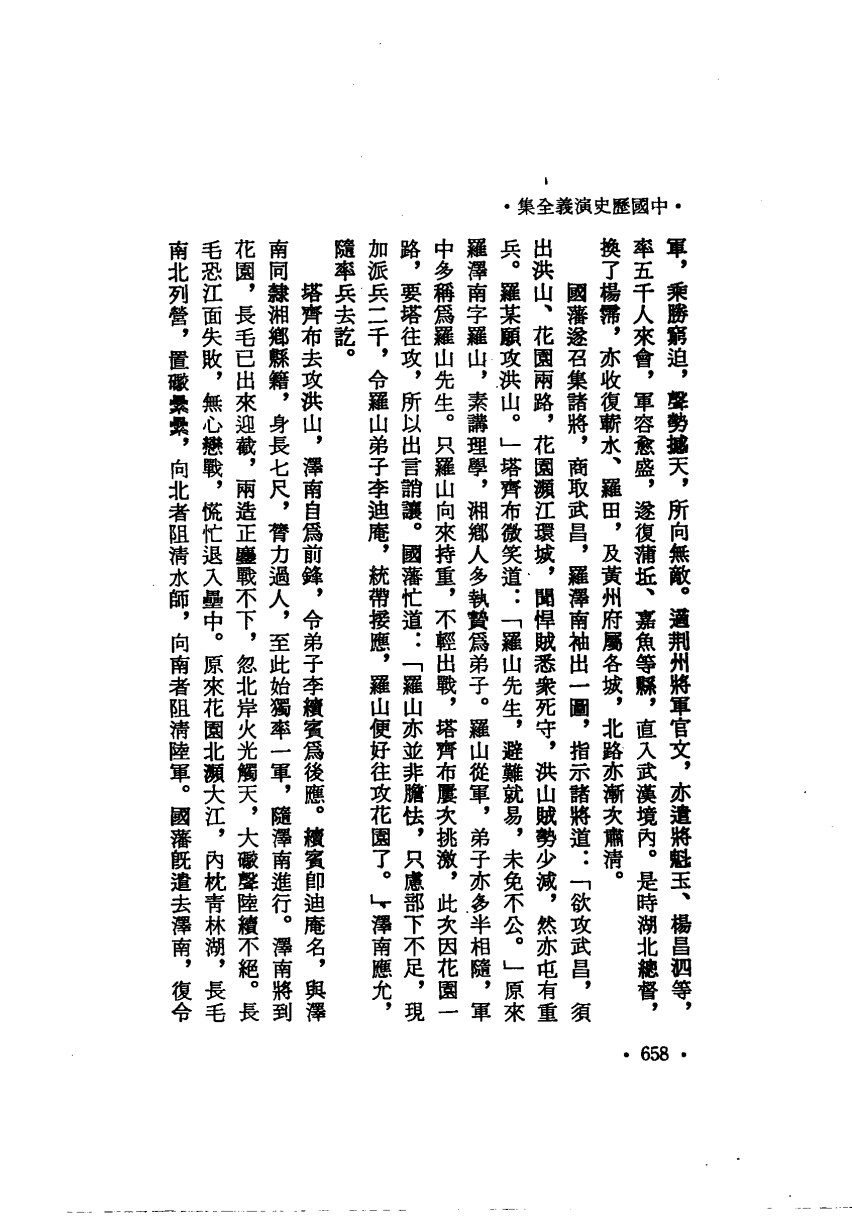 •中國歷史演義全集•
軍，乘勝窮迫，聲勢撼天，所向無敵。適荆州將軍官文，亦遣將魁玉、楊昌泗等，
率五千人來會，軍容愈盛，遂復蒲圻、嘉魚等縣，直入武漢境內。是時湖北總督，
換了楊霈，亦收復蘄水、羅田，及黃州府屬各城，北路亦漸次肅清。
國藩遂召集諸將，商取武昌，羅澤南袖出一圖，指示諸將道：「欲攻武昌，須
出洪山、花園兩路，花園瀕江環城，聞悍賊悉衆死守，洪山賊勢少減，然亦屯有重
兵。羅某願攻洪山。」塔齊布微笑道：「羅山先生，避難就易，未免不公。」原來
羅澤南字羅山，素講理學，湘鄉人多執贄爲弟子。羅山從軍，弟子亦多半相隨，軍
中多稱爲羅山先生。只羅山向來持重，不輕出戰，塔齊布屢次挑激，此次因花園一
路，要塔往攻，所以出言誚讓。國藩忙道：「羅山亦並非膽怯，只慮部下不足，現
加派兵二千，令羅山弟子李迪庵，統帶接應，羅山便好往攻花園了。」澤南應允，
隨率兵去訖。
塔齊布去攻洪山，澤南自爲前鋒，令弟子李續賓爲後應。續賓卽迪庵名，與澤
南同隸湘鄉縣籍，身長七尺，膂力過人，至此始獨率一軍，隨澤南進行。澤南將到
花園，長毛已出來迎截，兩造正鏖戰不下，忽北岸火光觸天，大礮聲陸續不絕。長
毛恐江面失敗，無心戀戰，慌忙退入壘中。原來花園北瀕大江，內枕青林湖，長毛
南北列營，置礮纍纍，向北者阻清水師，向南者阻清陸軍。國藩旣遣去澤南，復令
•658•